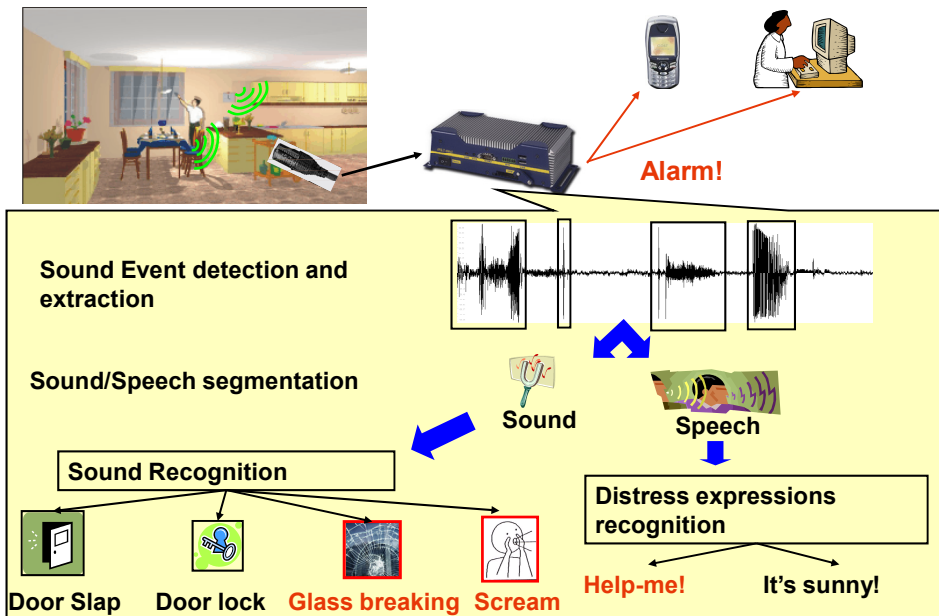 Alarm!
Sound Event detection and
extraction
Sound/Speech segmentation
Sound
Speech
Sound Recognition
Distress expressions
recognition
Door Slap
Door lock
Glass breaking
Scream
Help-me!
It's sunny!